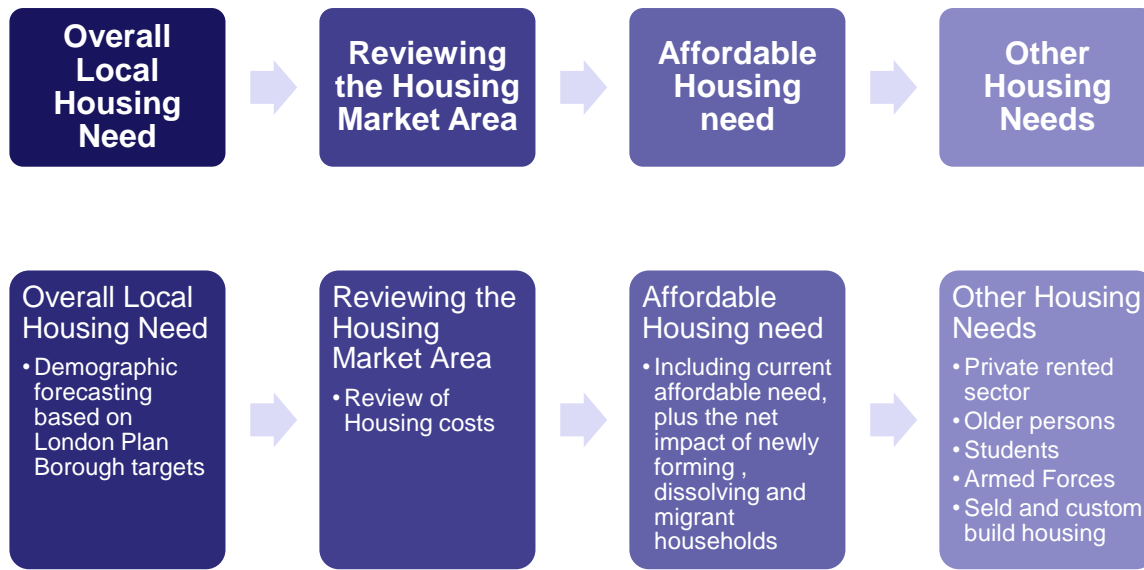 Overall
Local
Housing
Need
Reviewing
the Housing
Market Area
Affordable
Housing
need
Other
Housing
Needs
Overall Local
Housing Need
• Demographic
forecasting
based on
London Plan
Borough targets
Reviewing the
Housing
Market Area
• Review of
Housing costs
Affordable
Housing need
• Including current
affordable need,
plus the net
impact of newly
forming ,
dissolving and
migrant
households
Other Housing
Needs
• Private rented
sector
• Older persons
• Students
• Armed Forces
• Seld and custom
build housing